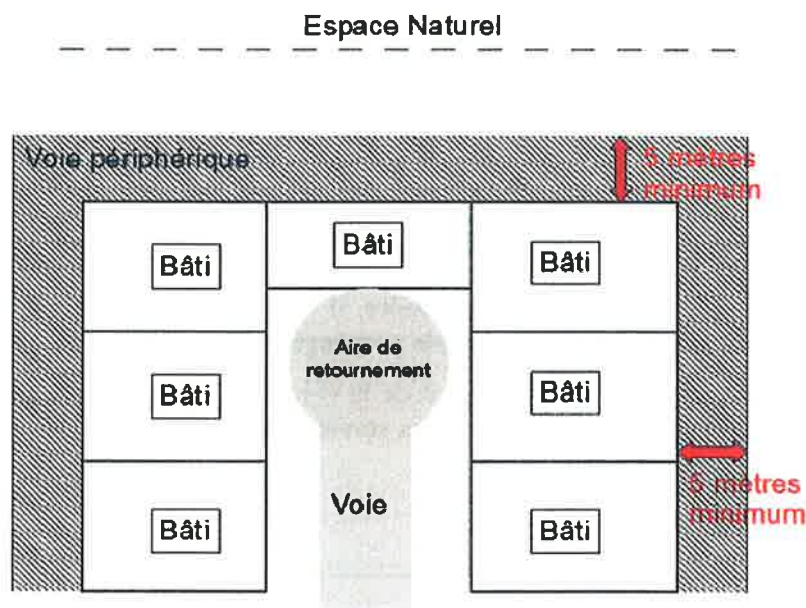 Espace Naturel
Voie périphérique
5 mètres
minimum
Bâti
Bâti
Bâti
Aire de
retournement
Bâti
Bâti
5 mètres
minimum
Voie
Bâti
Bâti